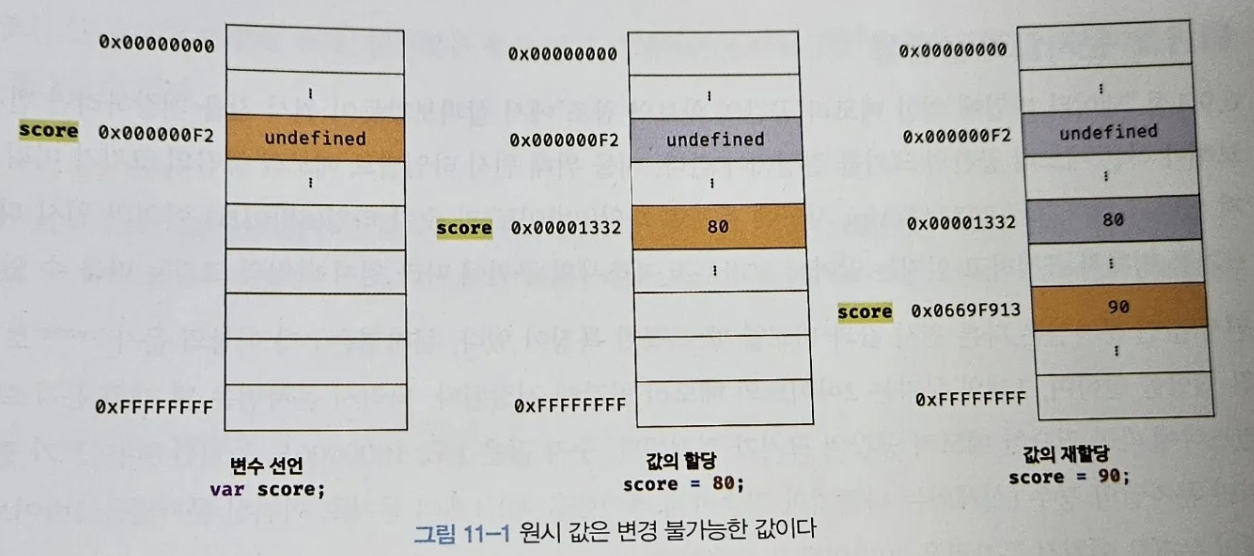 0x00000000
⋮
score 0x000000F2 undefined
⋮
0xFFFFFFFF
변수 선언
var score;
0x00000000
⋮
0x000000F2 undefined
⋮
score 0x00001332 80
⋮
0xFFFFFFFF
값의 할당
score = 80;
0x00000000
⋮
0x000000F2 undefined
⋮
0x00001332 80
⋮
score 0x0669F913 90
⋮
0xFFFFFFFF
값의 재할당
score = 90;
그림 11-1 원시 값은 변경 불가능한 값이다